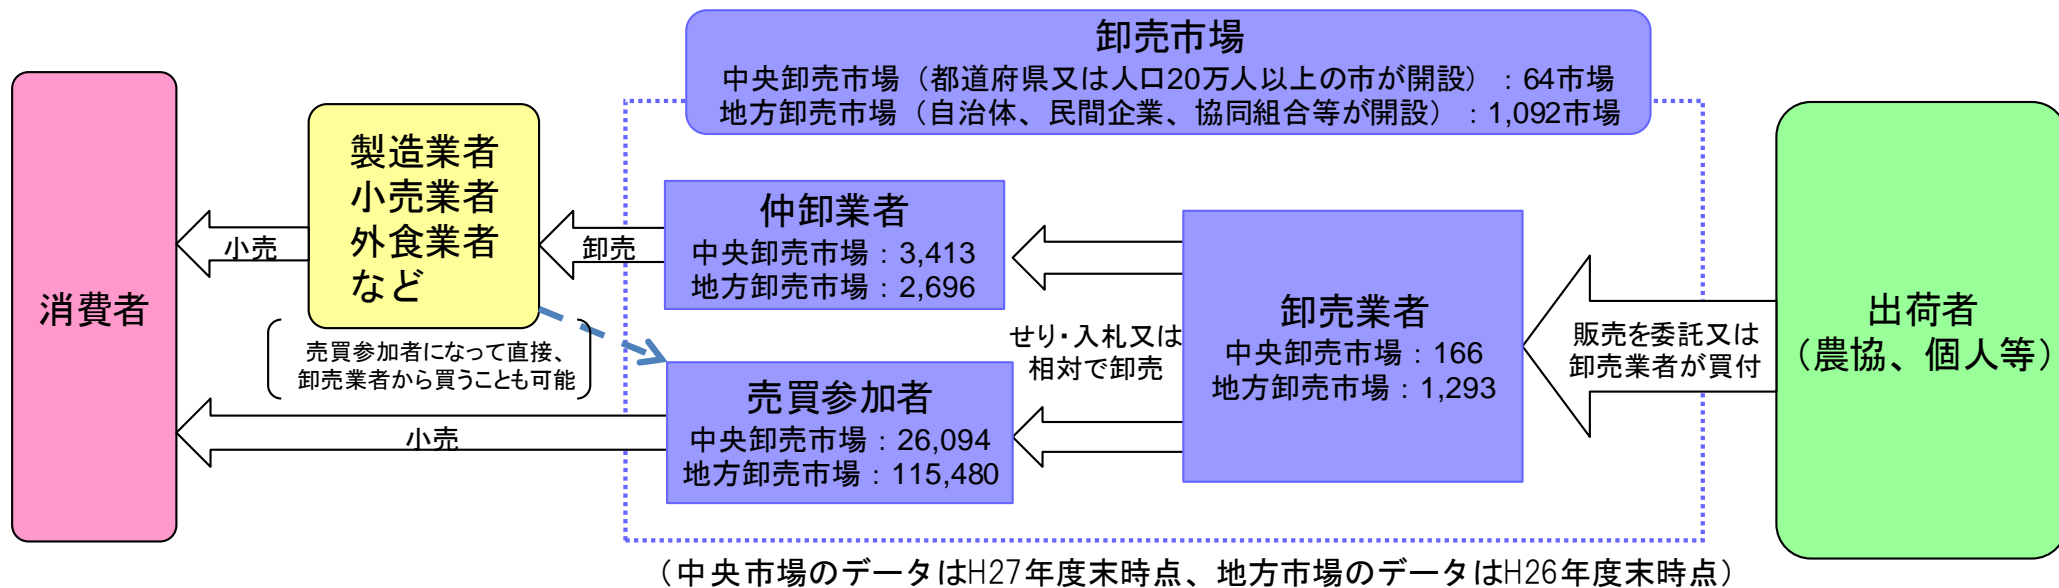 卸売市場
中央卸売市場（都道府県又は人口20万人以上の市が開設）：64市場
地方卸売市場（自治体、民間企業、協同組合等が開設）：1,092市場
消費者
小売
製造業者
小売業者
外食業者
など
売買参加者になって直接、
卸売業者から買うことも可能
小売
卸売
仲卸業者
中央卸売市場：3,413
地方卸売市場：2,696
売買参加者
中央卸売市場：26,094
地方卸売市場：115,480
せり・入札又は
相対で卸売
卸売業者
中央卸売市場：166
地方卸売市場：1,293
販売を委託又は
卸売業者が買付
出荷者
（農協、個人等）
（中央市場のデータはH27年度末時点、地方市場のデータはH26年度末時点）